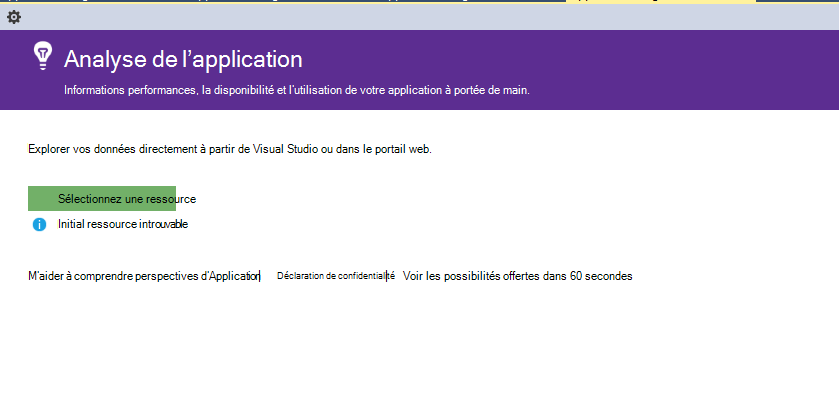 Analyse de l'application
Informations performances, la disponibilité et l'utilisation de votre application à portée de main.
Explorer vos données directement à partir de Visual Studio ou dans le portail web.
Sélectionnez une ressource
Initial ressource introuvable
M'aider à comprendre perspectives d'Application Déclaration de confidentialité Voir les possibilités offertes dans 60 secondes